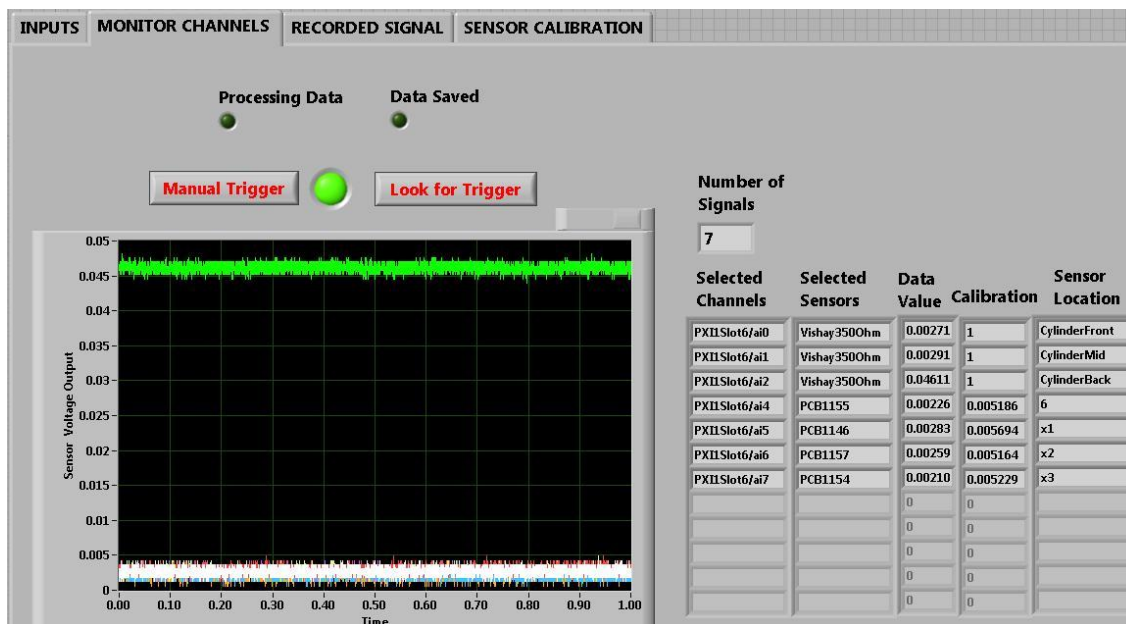 INPUTS MONITOR CHANNELS RECORDED SIGNAL SENSOR CALIBRATION
Processing Data Data Saved
Manual Trigger Look for Trigger
Number of
Signals
7
Selected Channels Selected Sensors Data Value Calibration Sensor Location
PXI1Slot6/ai0 Vishay350Ohm 0.00271 1 CylinderFront
PXI1Slot6/ai1 Vishay350Ohm 0.00291 1 CylinderMid
PXI1Slot6/ai2 Vishay350Ohm 0.04611 1 CylinderBack
PXI1Slot6/ai4 PCB1155 0.00226 0.005186 6
PXI1Slot6/ai5 PCB1146 0.00283 0.005694 x1
PXI1Slot6/ai6 PCB1157 0.00259 0.005164 x2
PXI1Slot6/ai7 PCB1154 0.00210 0.005229 x3
0 0
0 0
0 0
0 0
0 0
Sensor Voltage Output
0.05
0.045
0.04
0.035
0.03
0.025
0.02
0.015
0.01
0.005
0
0.00 0.10 0.20 0.30 0.40 0.50 0.60 0.70 0.80 0.90 1.00
Time